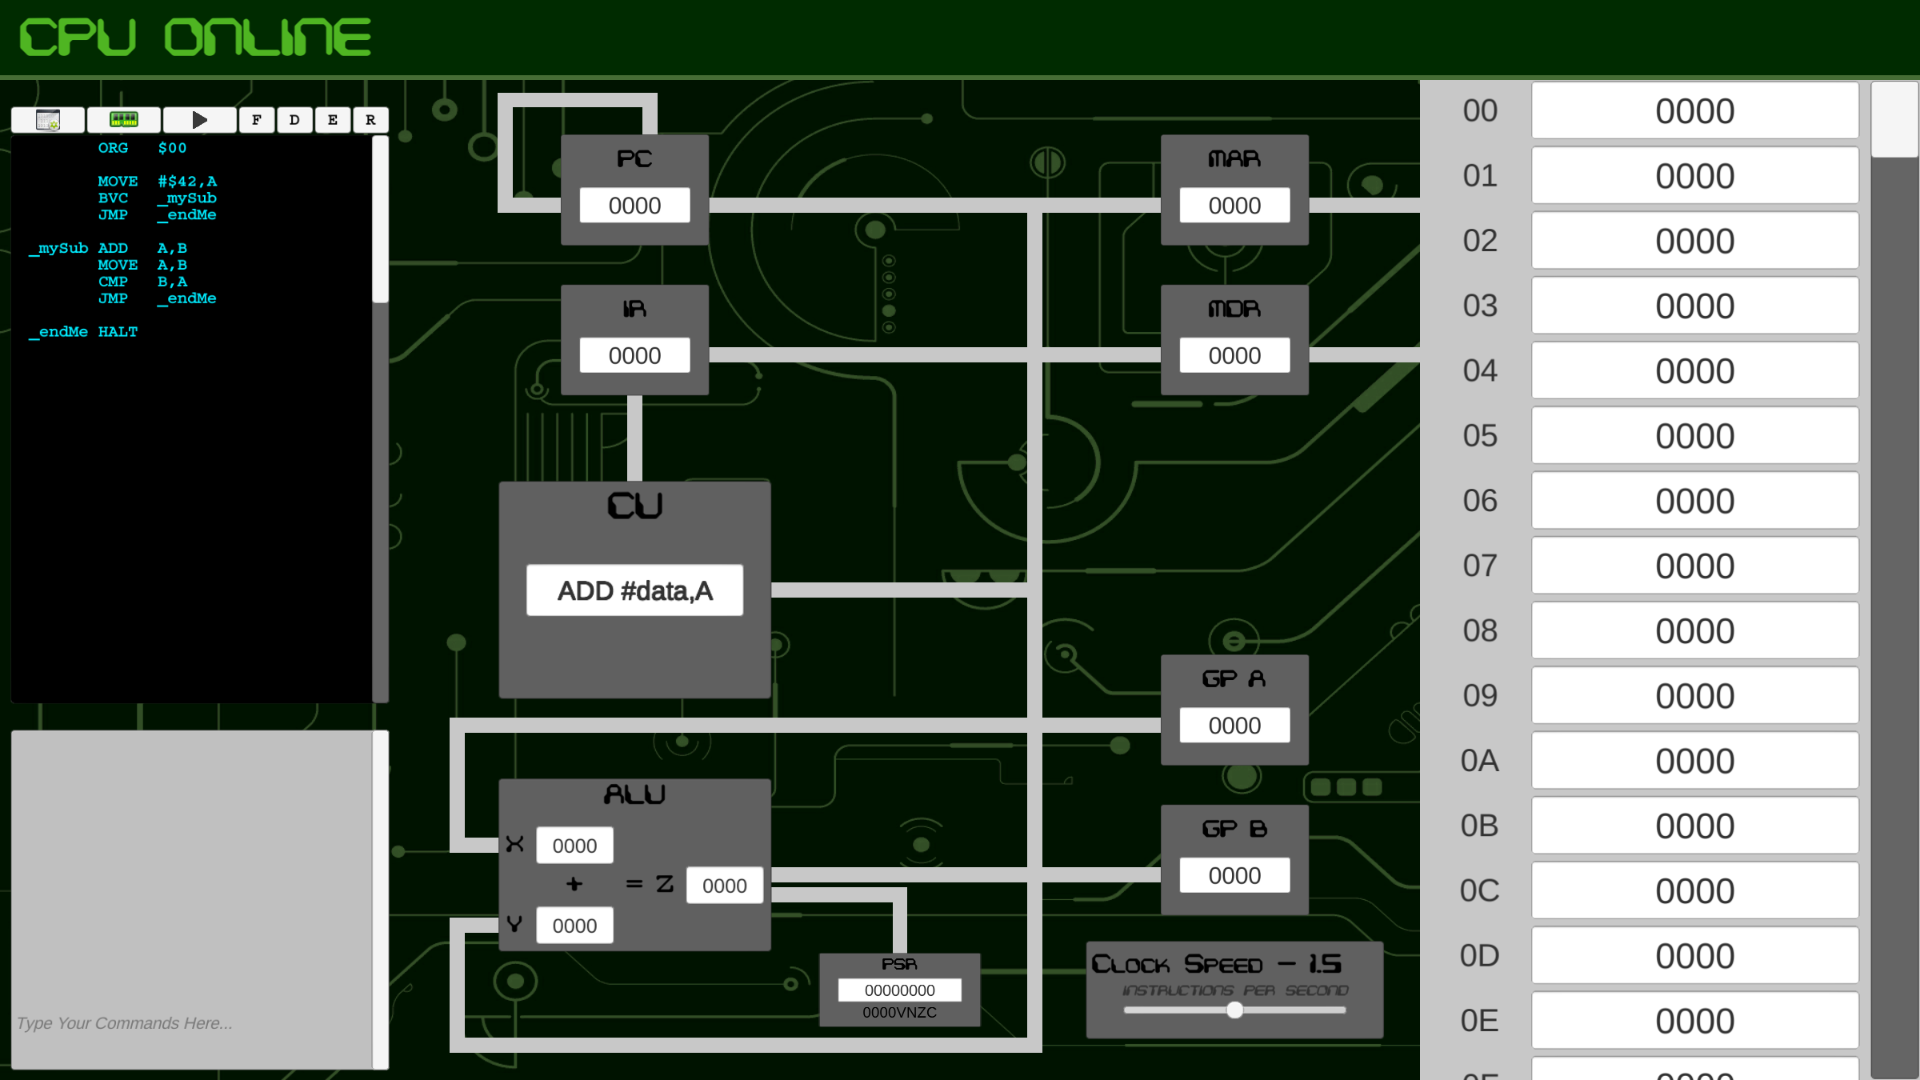 CPU ONLINE
F D E R
ORG $00
MOVE #$42,A
BVC _mySub
JMP _endMe
_mySub ADD A,B
MOVE A,B
CMP B,A
JMP _endMe
_endMe HALT
Type Your Commands Here...
PC
0000
IR
0000
CU
ADD #data,A
ALU
X 0000
+ = Z 0000
Y 0000
PSR
00000000
0000VNZC
MAR
0000
MDR
0000
GP A
0000
GP B
0000
Clock Speed - 1.5
instructions per second
00 0000
01 0000
02 0000
03 0000
04 0000
05 0000
06 0000
07 0000
08 0000
09 0000
0A 0000
0B 0000
0C 0000
0D 0000
0E 0000